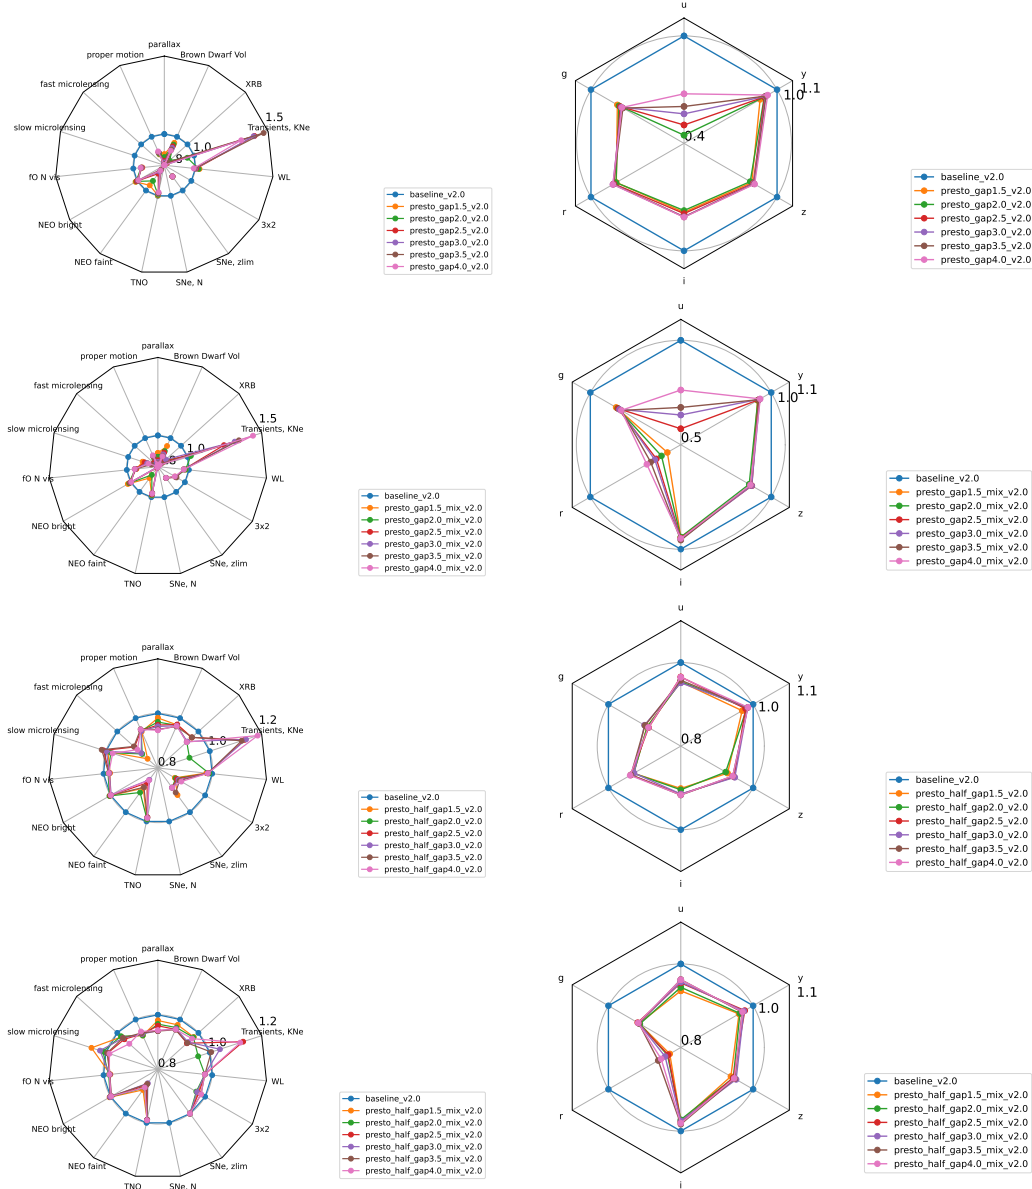 parallax
proper motion
Brown Dwarf Vol
fast microlensing
XRB
1.5
slow microlensing
Transients, KNe
1.0
fO N vis
WL
NEO bright
3x2
NEO faint
SNe, zlim
TNO
SNe, N
baseline_v2.0
presto_gap1.5_v2.0
presto_gap2.0_v2.0
presto_gap2.5_v2.0
presto_gap3.0_v2.0
presto_gap3.5_v2.0
presto_gap4.0_v2.0
u
g
y
1.1
1.0
0.4
r
z
i
baseline_v2.0
presto_gap1.5_v2.0
presto_gap2.0_v2.0
presto_gap2.5_v2.0
presto_gap3.0_v2.0
presto_gap3.5_v2.0
presto_gap4.0_v2.0
parallax
proper motion
Brown Dwarf Vol
fast microlensing
XRB
1.5
slow microlensing
Transients, KNe
1.0
fO N vis
WL
NEO bright
3x2
NEO faint
SNe, zlim
TNO
SNe, N
baseline_v2.0
presto_gap1.5_mix_v2.0
presto_gap2.0_mix_v2.0
presto_gap2.5_mix_v2.0
presto_gap3.0_mix_v2.0
presto_gap3.5_mix_v2.0
presto_gap4.0_mix_v2.0
u
g
y
1.1
1.0
0.5
r
z
i
baseline_v2.0
presto_gap1.5_mix_v2.0
presto_gap2.0_mix_v2.0
presto_gap2.5_mix_v2.0
presto_gap3.0_mix_v2.0
presto_gap3.5_mix_v2.0
presto_gap4.0_mix_v2.0
parallax
proper motion
Brown Dwarf Vol
fast microlensing
XRB
1.2
slow microlensing
Transients, KNe
1.0
0.8
fO N vis
WL
NEO bright
3x2
NEO faint
SNe, zlim
TNO
SNe, N
baseline_v2.0
presto_half_gap1.5_v2.0
presto_half_gap2.0_v2.0
presto_half_gap2.5_v2.0
presto_half_gap3.0_v2.0
presto_half_gap3.5_v2.0
presto_half_gap4.0_v2.0
u
g
y
1.1
1.0
0.8
r
z
i
baseline_v2.0
presto_half_gap1.5_v2.0
presto_half_gap2.0_v2.0
presto_half_gap2.5_v2.0
presto_half_gap3.0_v2.0
presto_half_gap3.5_v2.0
presto_half_gap4.0_v2.0
parallax
proper motion
Brown Dwarf Vol
fast microlensing
XRB
1.2
slow microlensing
Transients, KNe
1.0
0.8
fO N vis
WL
NEO bright
3x2
NEO faint
SNe, zlim
TNO
SNe, N
baseline_v2.0
presto_half_gap1.5_mix_v2.0
presto_half_gap2.0_mix_v2.0
presto_half_gap2.5_mix_v2.0
presto_half_gap3.0_mix_v2.0
presto_half_gap3.5_mix_v2.0
presto_half_gap4.0_mix_v2.0
u
g
y
1.1
1.0
0.8
r
z
i
baseline_v2.0
presto_half_gap1.5_mix_v2.0
presto_half_gap2.0_mix_v2.0
presto_half_gap2.5_mix_v2.0
presto_half_gap3.0_mix_v2.0
presto_half_gap3.5_mix_v2.0
presto_half_gap4.0_mix_v2.0